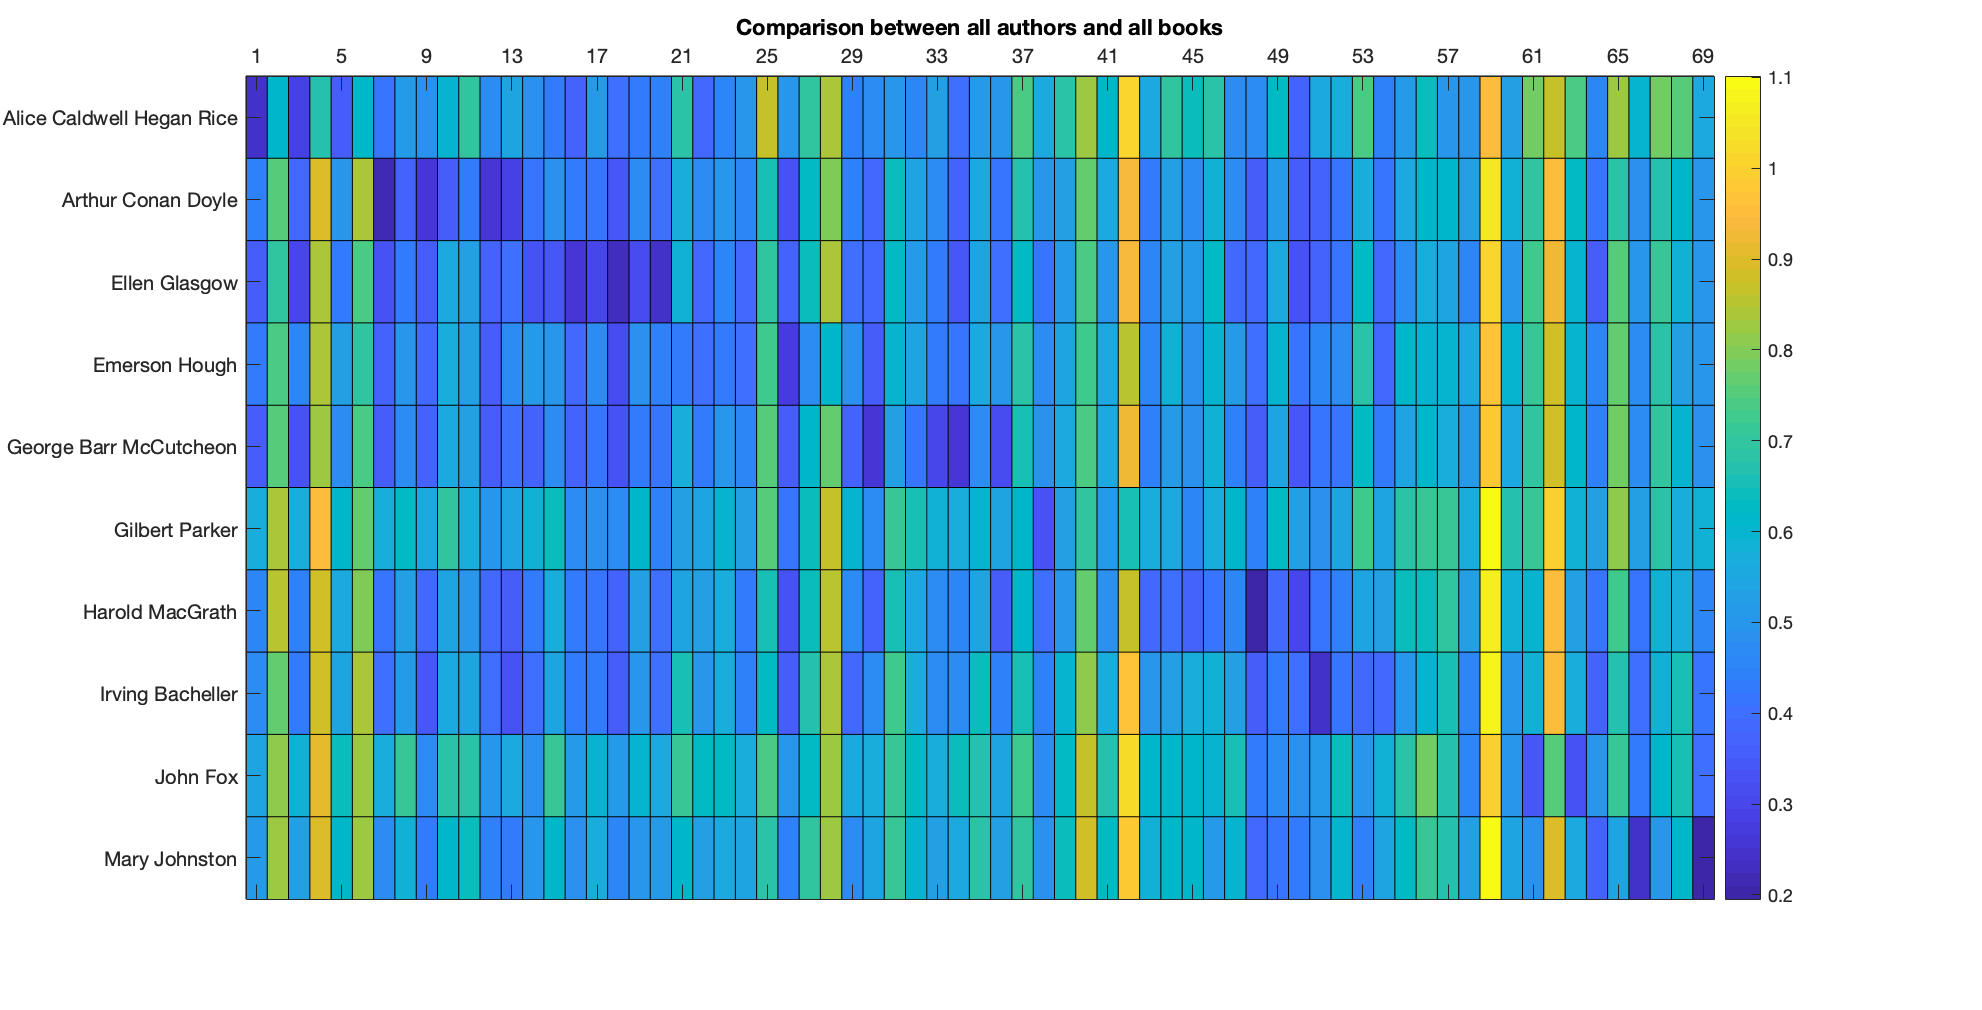 Comparison between all authors and all books
1 5 9 13 17 21 25 29 33 37 41 45 49 53 57 61 65 69
Alice Caldwell Hegan Rice
Arthur Conan Doyle
Ellen Glasgow
Emerson Hough
George Barr McCutcheon
Gilbert Parker
Harold MacGrath
Irving Bacheller
John Fox
Mary Johnston
1.1
1
0.9
0.8
0.7
0.6
0.5
0.4
0.3
0.2